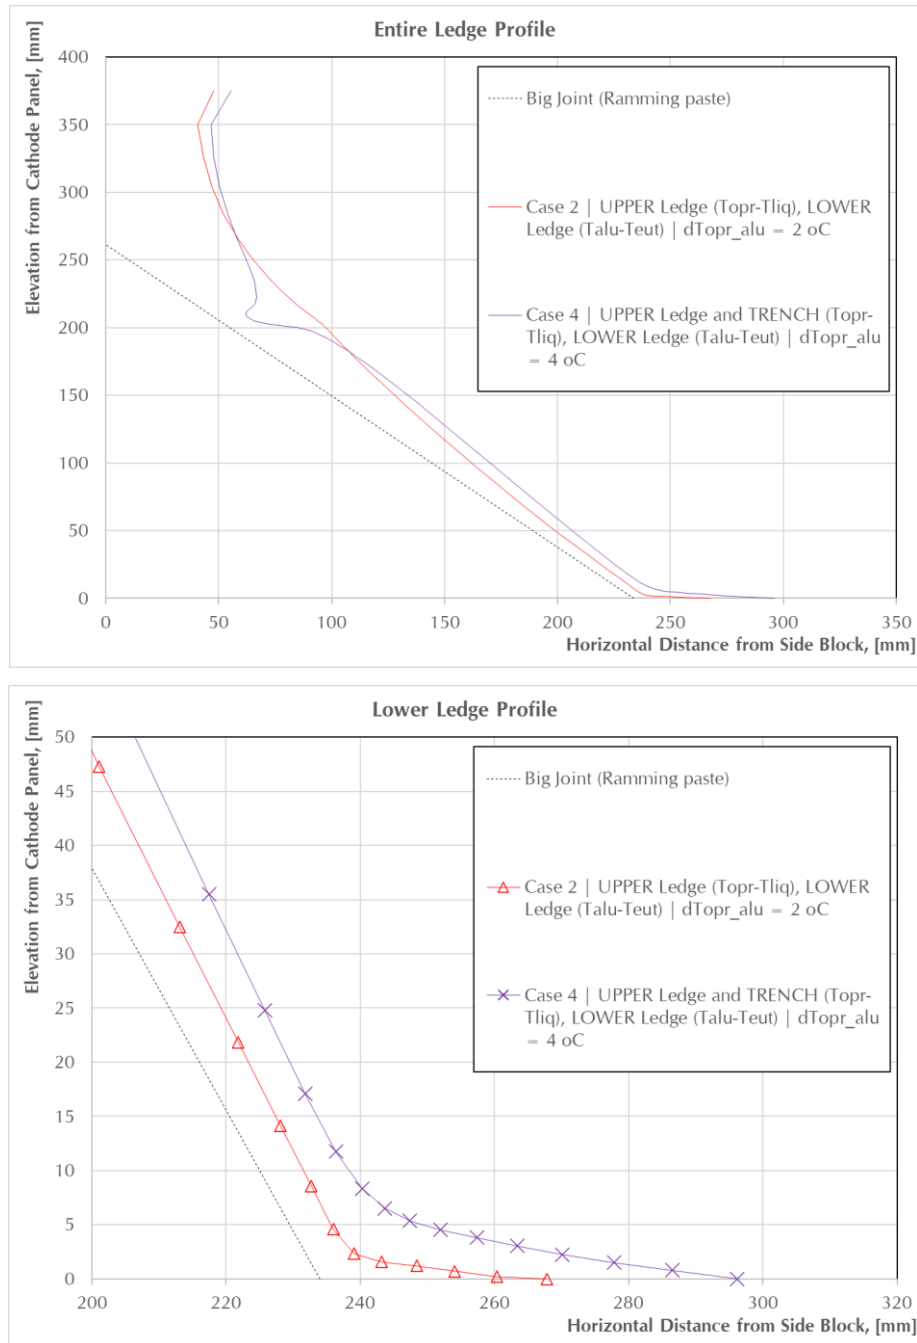 Entire Ledge Profile
Elevation from Cathode Panel, [mm]
400
350
300
250
200
150
100
50
0
0
50
100
150
200
250
300
350
Horizontal Distance from Side Block, [mm]
Big Joint (Ramming paste)
Case 2 | UPPER Ledge (Topr-Tliq), LOWER
Ledge (Talu-Teut) | dTopr_alu = 2 oC
Case 4 | UPPER Ledge and TRENCH (Topr-
Tliq), LOWER Ledge (Talu-Teut) | dTopr_alu
= 4 oC
Lower Ledge Profile
Elevation from Cathode Panel, [mm]
50
45
40
35
30
25
20
15
10
5
0
200
220
240
260
280
300
320
Horizontal Distance from Side Block, [mm]
Big Joint (Ramming paste)
Case 2 | UPPER Ledge (Topr-Tliq), LOWER
Ledge (Talu-Teut) | dTopr_alu = 2 oC
Case 4 | UPPER Ledge and TRENCH (Topr-
Tliq), LOWER Ledge (Talu-Teut) | dTopr_alu
= 4 oC